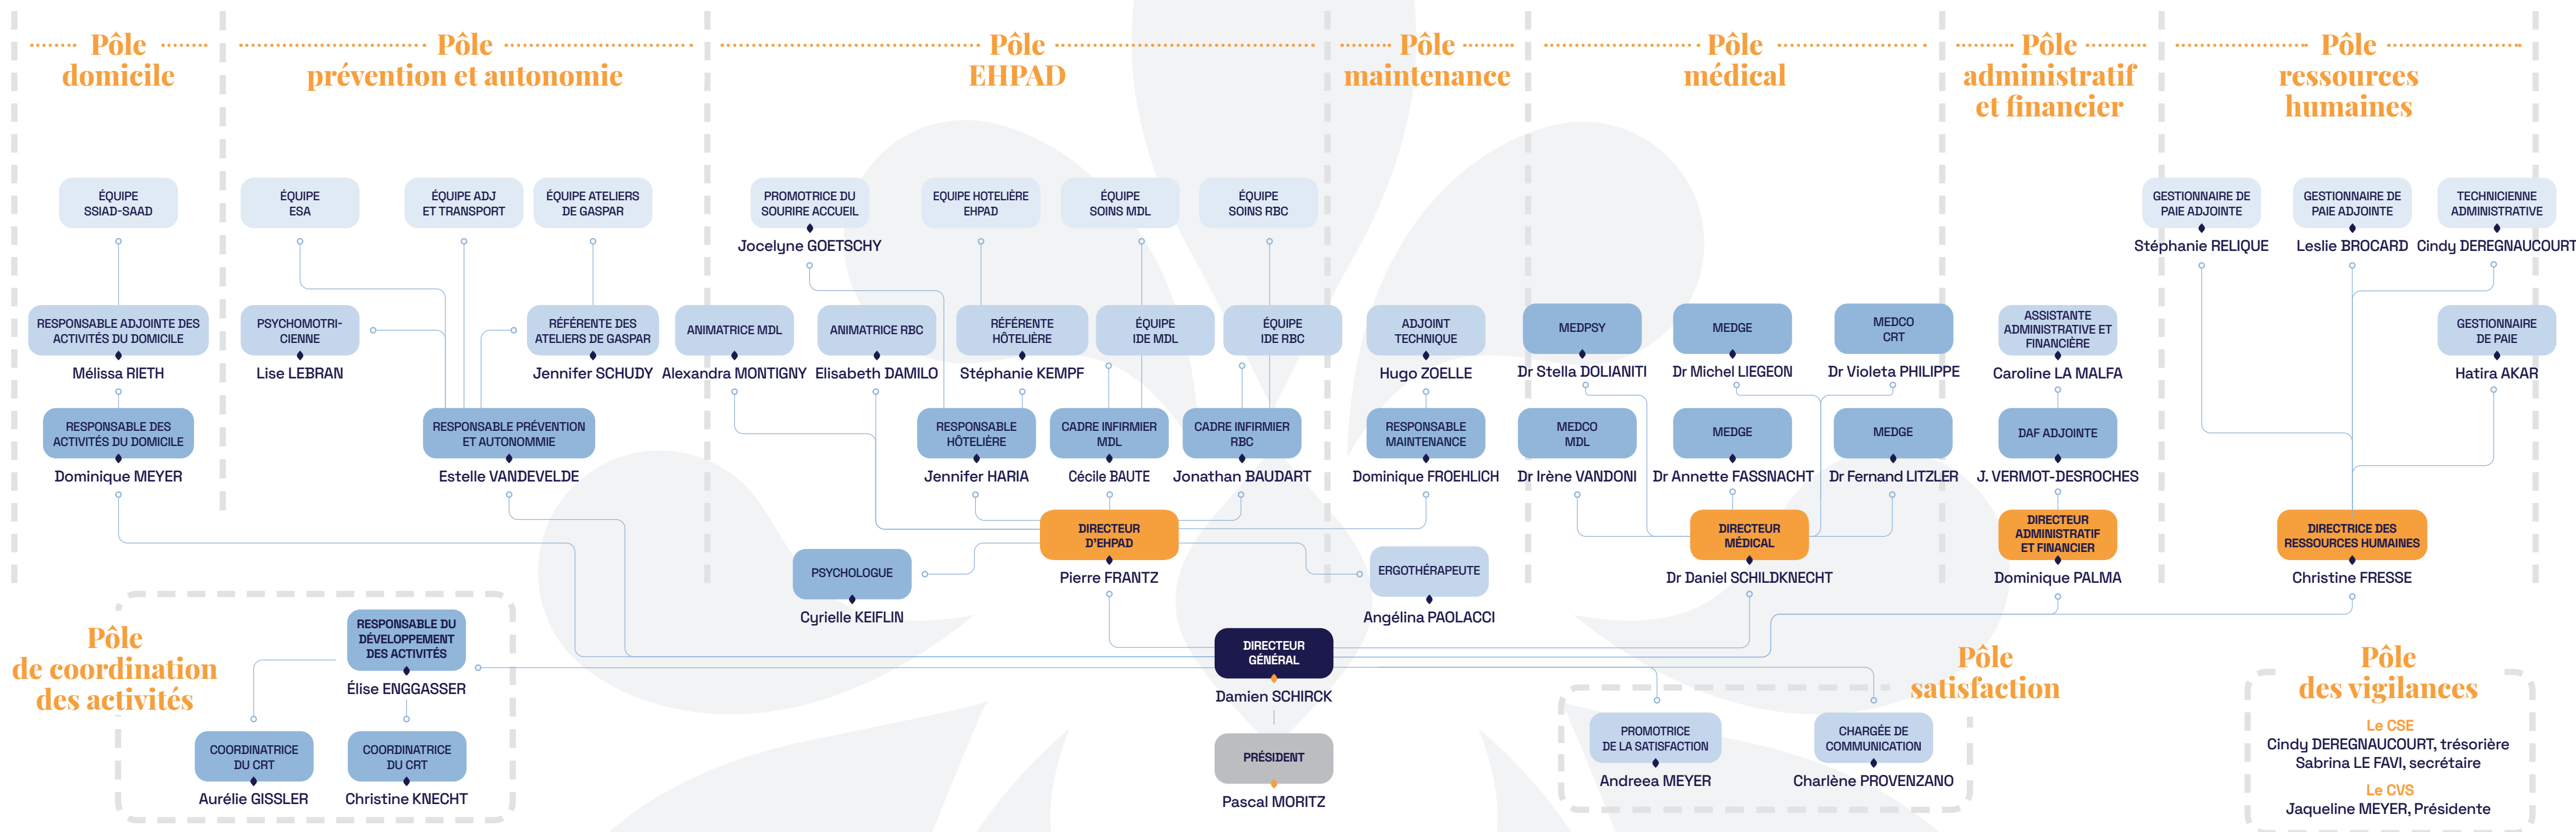 Pôle
domicile
Pôle
prévention et autonomie
Pôle
EHPAD
Pôle
maintenance
Pôle
médical
Pôle
administratif
et financier
Pôle
ressources
humaines
ÉQUIPE
SSIAD-SAAD
ÉQUIPE
ESA
ÉQUIPE ADJ
ET TRANSPORT
ÉQUIPE ATELIERS
DE GASPAR
PROMOTRICE DU
SOURIRE ACCUEIL
Jocelyne GOETSCHY
EQUIPE HOTELIÈRE
EHPAD
ÉQUIPE
SOINS MDL
ÉQUIPE
SOINS RBC
GESTIONNAIRE DE
PAIE ADJOINTE
Stéphanie RELIQUE
GESTIONNAIRE DE
PAIE ADJOINTE
Leslie BROCARD
TECHNICIENNE
ADMINISTRATIVE
Cindy DEREGNAUCOURT
RESPONSABLE ADJOINTE DES
ACTIVITÉS DU DOMICILE
Mélissa RIETH
PSYCHOMOTRI-
CIENNE
Lise LEBRAN
RÉFÉRENTE DES
ATELIERS DE GASPAR
Jennifer SCHUDY
ANIMATRICE MDL
Alexandra MONTIGNY
ANIMATRICE RBC
Elisabeth DAMILO
RÉFÉRENTE
HÔTELIÈRE
Stéphanie KEMPF
ÉQUIPE
IDE MDL
ÉQUIPE
IDE RBC
ADJOINT
TECHNIQUE
Hugo ZOELLE
MEDPSY
Dr Stella DOLIANITI
MEDGE
Dr Michel LIEGEON
MEDCO
CRT
Dr Violeta PHILIPPE
ASSISTANTE
ADMINISTRATIVE ET
FINANCIÈRE
Caroline LA MALFA
GESTIONNAIRE
DE PAIE
Hatira AKAR
RESPONSABLE DES
ACTIVITÉS DU DOMICILE
Dominique MEYER
RESPONSABLE PRÉVENTION
ET AUTONOMMIE
Estelle VANDEVELDE
RESPONSABLE
HÔTELIÈRE
Jennifer HARIA
CADRE INFIRMIER
MDL
Cécile BAUTE
CADRE INFIRMIER
RBC
Jonathan BAUDART
RESPONSABLE
MAINTENANCE
Dominique FROEHLICH
MEDCO
MDL
Dr Irène VANDONI
MEDGE
Dr Annette FASSNACHT
MEDGE
Dr Fernand LITZLER
DAF ADJOINTE
J. VERMOT-DESROCHES
DIRECTEUR
D'EHPAD
Pierre FRANTZ
DIRECTEUR
MÉDICAL
Dr Daniel SCHILDKNECHT
DIRECTEUR
ADMINISTRATIF
ET FINANCIER
Dominique PALMA
DIRECTRICE DES
RESSOURCES HUMAINES
Christine FRESSE
PSYCHOLOGUE
Cyrielle KEIFLIN
ERGOTHÉRAPEUTE
Angélina PAOLACCI
Pôle
de coordination
des activités
RESPONSABLE DU
DÉVELOPPEMENT
DES ACTIVITÉS
Élise ENGGASSER
COORDINATRICE
DU CRT
Aurélie GISSLER
COORDINATRICE
DU CRT
Christine KNECHT
DIRECTEUR
GÉNÉRAL
Damien SCHIRCK
PRÉSIDENT
Pascal MORITZ
Pôle
satisfaction
PROMOTRICE
DE LA SATISFACTION
Andreea MEYER
CHARGÉE DE
COMMUNICATION
Charlène PROVENZANO
Pôle
des vigilances
Le CSE
Cindy DEREGNAUCOURT, trésorière
Sabrina LE FAVI, secrétaire
Le CVS
Jaqueline MEYER, Présidente